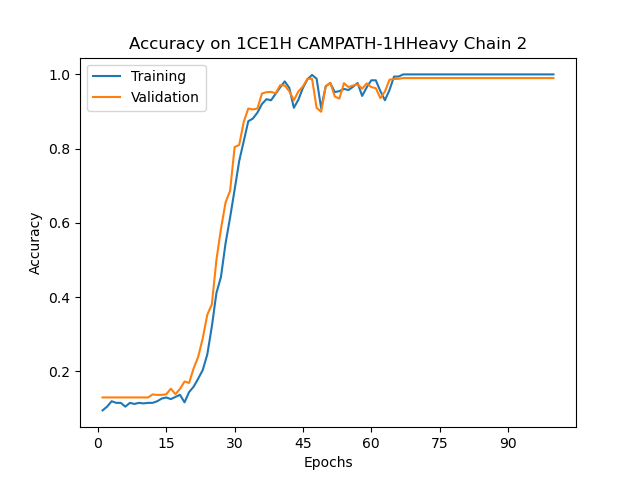 Accuracy on 1CE1H CAMPATH-1HHeavy Chain 2
Training
Validation
1.0
0.8
0.6
0.4
0.2
Accuracy
0 15 30 45 60 75 90
Epochs